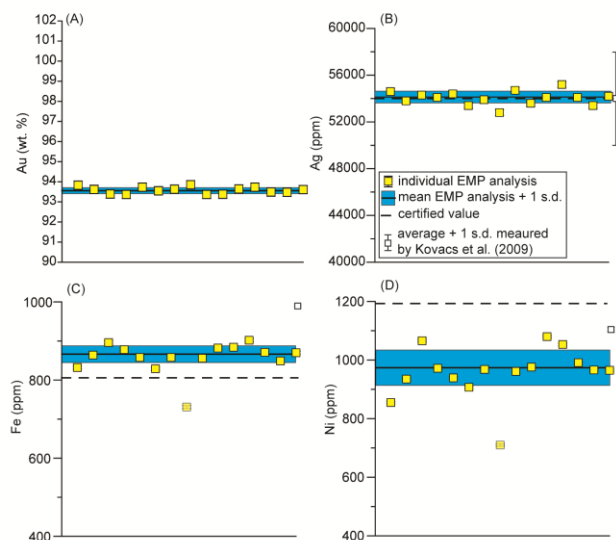 (A)
102
101
100
99
98
97
96
95
94
93
92
91
90
Au (wt. %)
(B)
60000
56000
52000
48000
44000
40000
Ag (ppm)
individual EMP analysis
mean EMP analysis + 1 s.d.
certified value
average + 1 s.d. meaured
by Kovacs et al. (2009)
(C)
1000
800
600
400
Fe (ppm)
(D)
1200
1000
800
600
400
Ni (ppm)